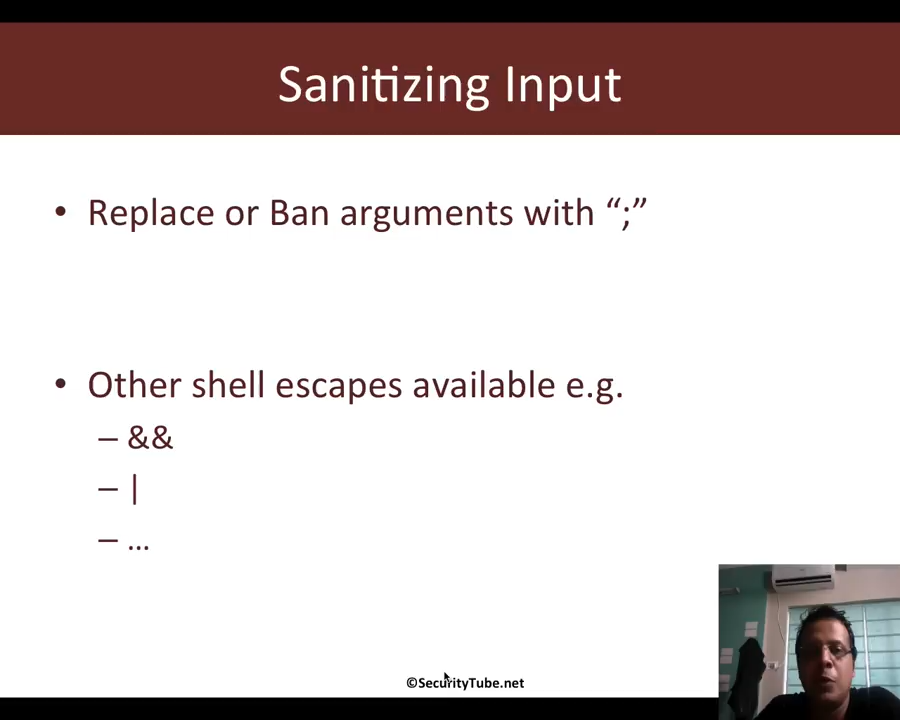 Sanitizing Input
• Replace or Ban arguments with “;”
• Other shell escapes available e.g.
– &&
– |
– …
©SecurityTube.net